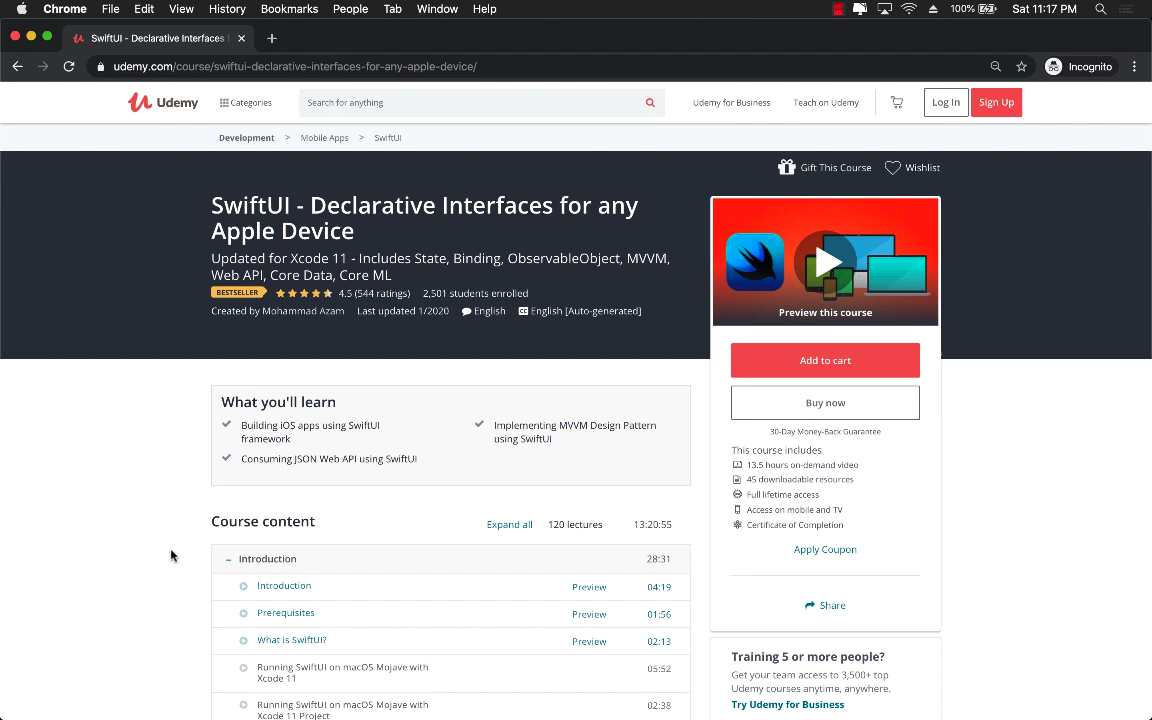 Chrome File Edit View History Bookmarks People Tab Window Help 100% Sat 11:17 PM
SwiftUI - Declarative Interfaces f
udemy.com/course/swiftui-declarative-interfaces-for-any-apple-device/ Incognito
Udemy Categories Search for anything Udemy for Business Teach on Udemy Log In Sign Up
Development > Mobile Apps > SwiftUI
Gift This Course Wishlist
SwiftUI - Declarative Interfaces for any
Apple Device
Updated for Xcode 11 - Includes State, Binding, ObservableObject, MVVM,
Web API, Core Data, Core ML
BESTSELLER 4.5 (544 ratings) 2,501 students enrolled
Created by Mohammad Azam Last updated 1/2020 English English [Auto-generated]
Preview this course
Add to cart
Buy now
30-Day Money-Back Guarantee
This course includes
13.5 hours on-demand video
45 downloadable resources
Full lifetime access
Access on mobile and TV
Certificate of Completion
Apply Coupon
Share
Training 5 or more people?
Get your team access to 3,500+ top
Udemy courses anytime, anywhere.
Try Udemy for Business
What you'll learn
Building iOS apps using SwiftUI
framework
Consuming JSON Web API using SwiftUI
Implementing MVVM Design Pattern
using SwiftUI
Course content Expand all 120 lectures 13:20:55
Introduction 28:31
Introduction Preview 04:19
Prerequisites Preview 01:56
What is SwiftUI? Preview 02:13
Running SwiftUI on macOS Mojave with
Xcode 11 05:52
Running SwiftUI on macOS Mojave with
Xcode 11 Project 02:38